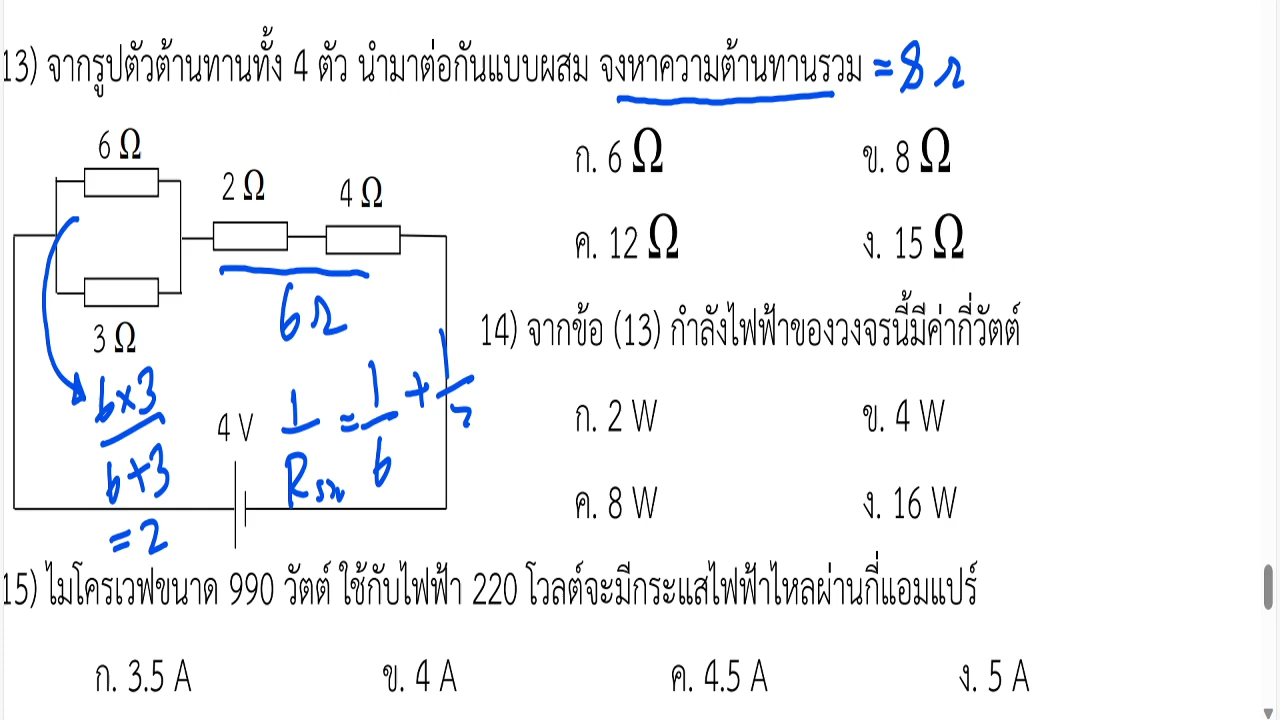 13) จากรูปตัวต้านทานทั้ง 4 ตัว นำมาต่อกันแบบผสม จงหาความต้านทานรวม = 8 Ω
6 Ω
2 Ω
4 Ω
3 Ω
6 Ω
6×3
6+3
= 2
4 V
1 = 1 + 1
R รวม 6
ก. 6 Ω
ข. 8 Ω
ค. 12 Ω
ง. 15 Ω
14) จากข้อ (13) กำลังไฟฟ้าของวงจรนี้มีค่ากี่วัตต์
ก. 2 W
ข. 4 W
ค. 8 W
ง. 16 W
15) ไมโครเวฟขนาด 990 วัตต์ ใช้กับไฟฟ้า 220 โวลต์จะมีกระแสไฟฟ้าไหลผ่านกี่แอมแปร์
ก. 3.5 A
ข. 4 A
ค. 4.5 A
ง. 5 A